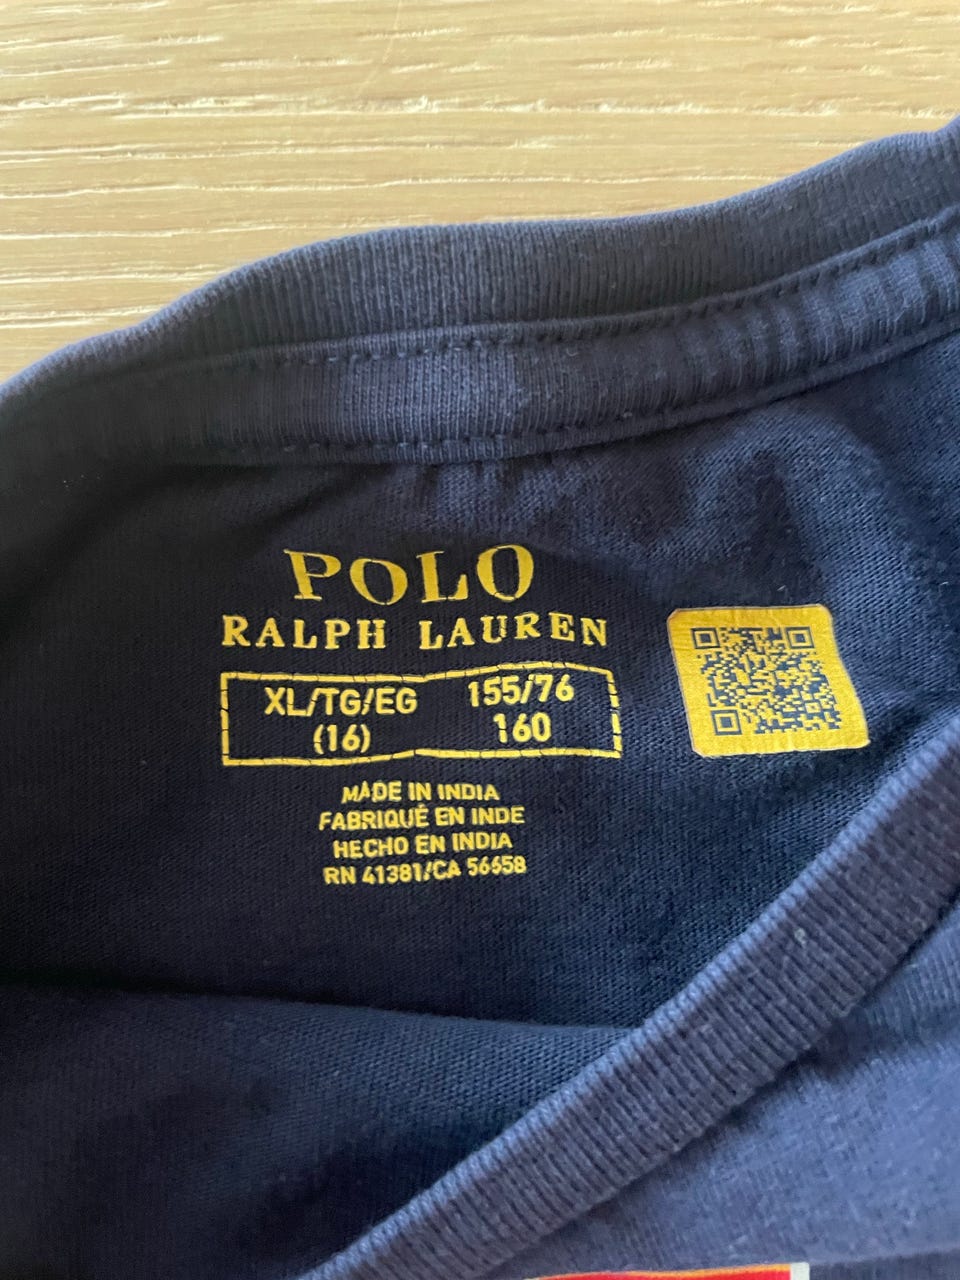 POLO
RALPH LAUREN
XL/TG/EG 155/76
(16) 160
MADE IN INDIA
FABRIQUÉ EN INDE
HECHO EN INDIA
RN 41381/CA 56658